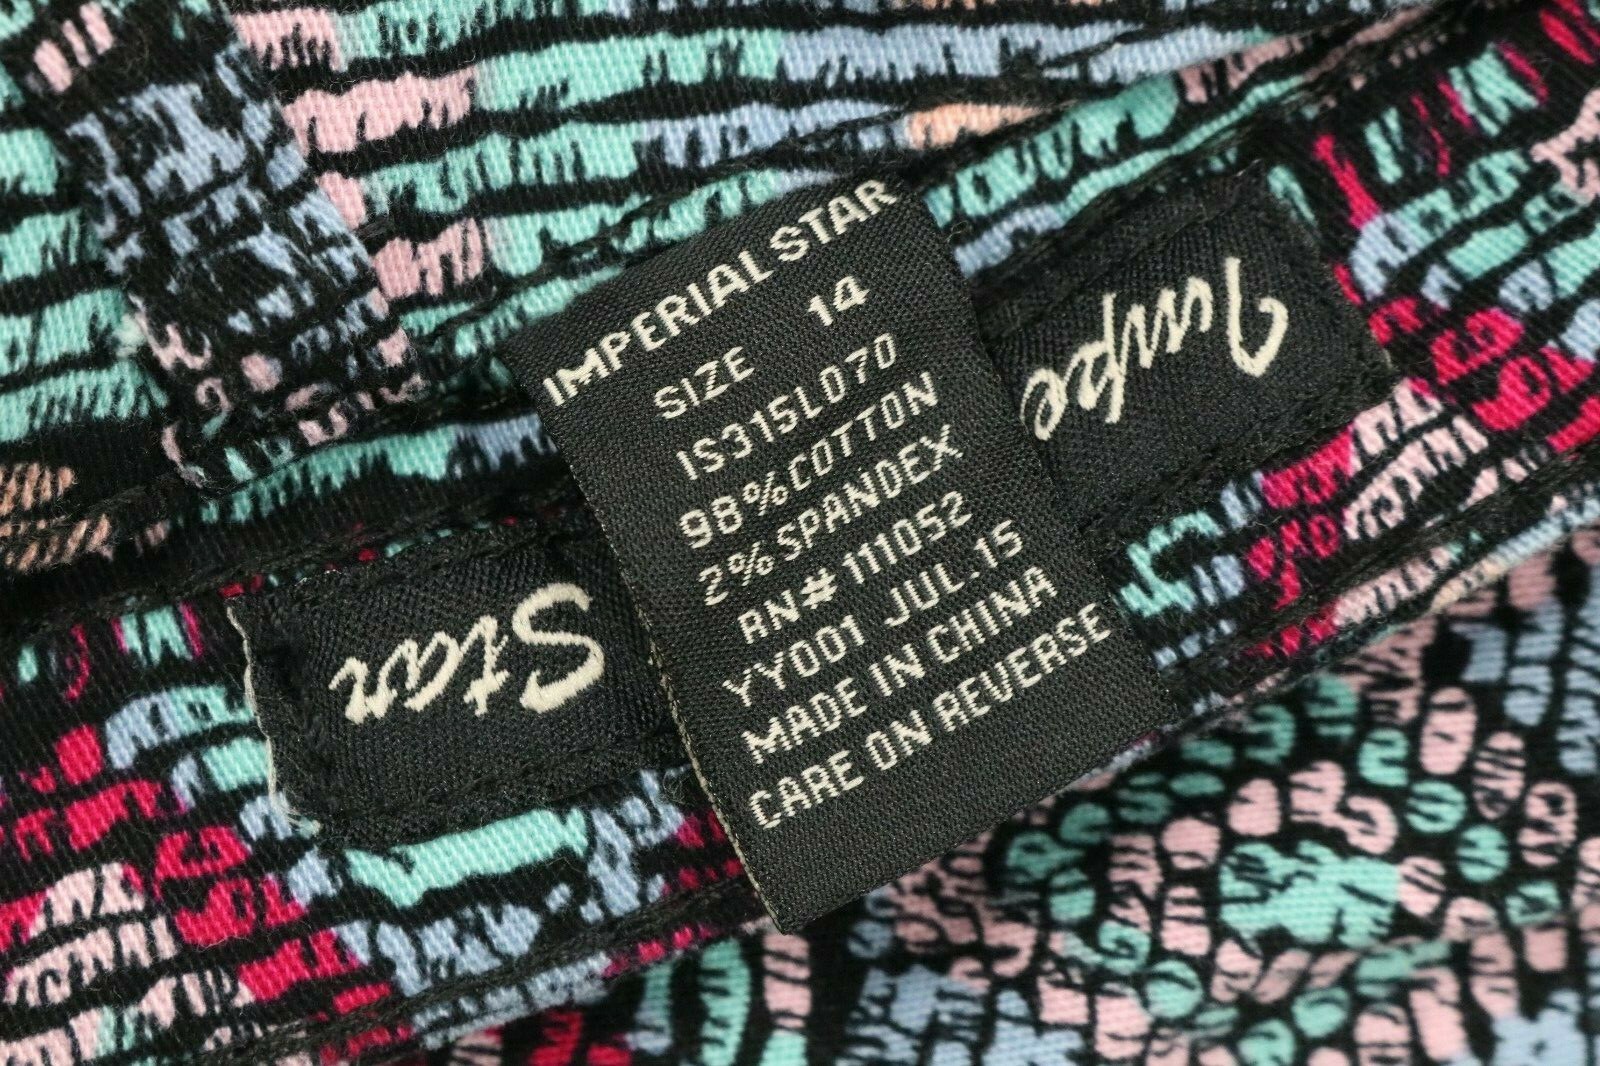 IMPERIAL STAR
SIZE 14
IS315L070
98% COTTON
2% SPANDEX
RN# 111052
YY001 JUL.15
MADE IN CHINA
CARE ON REVERSE
Star